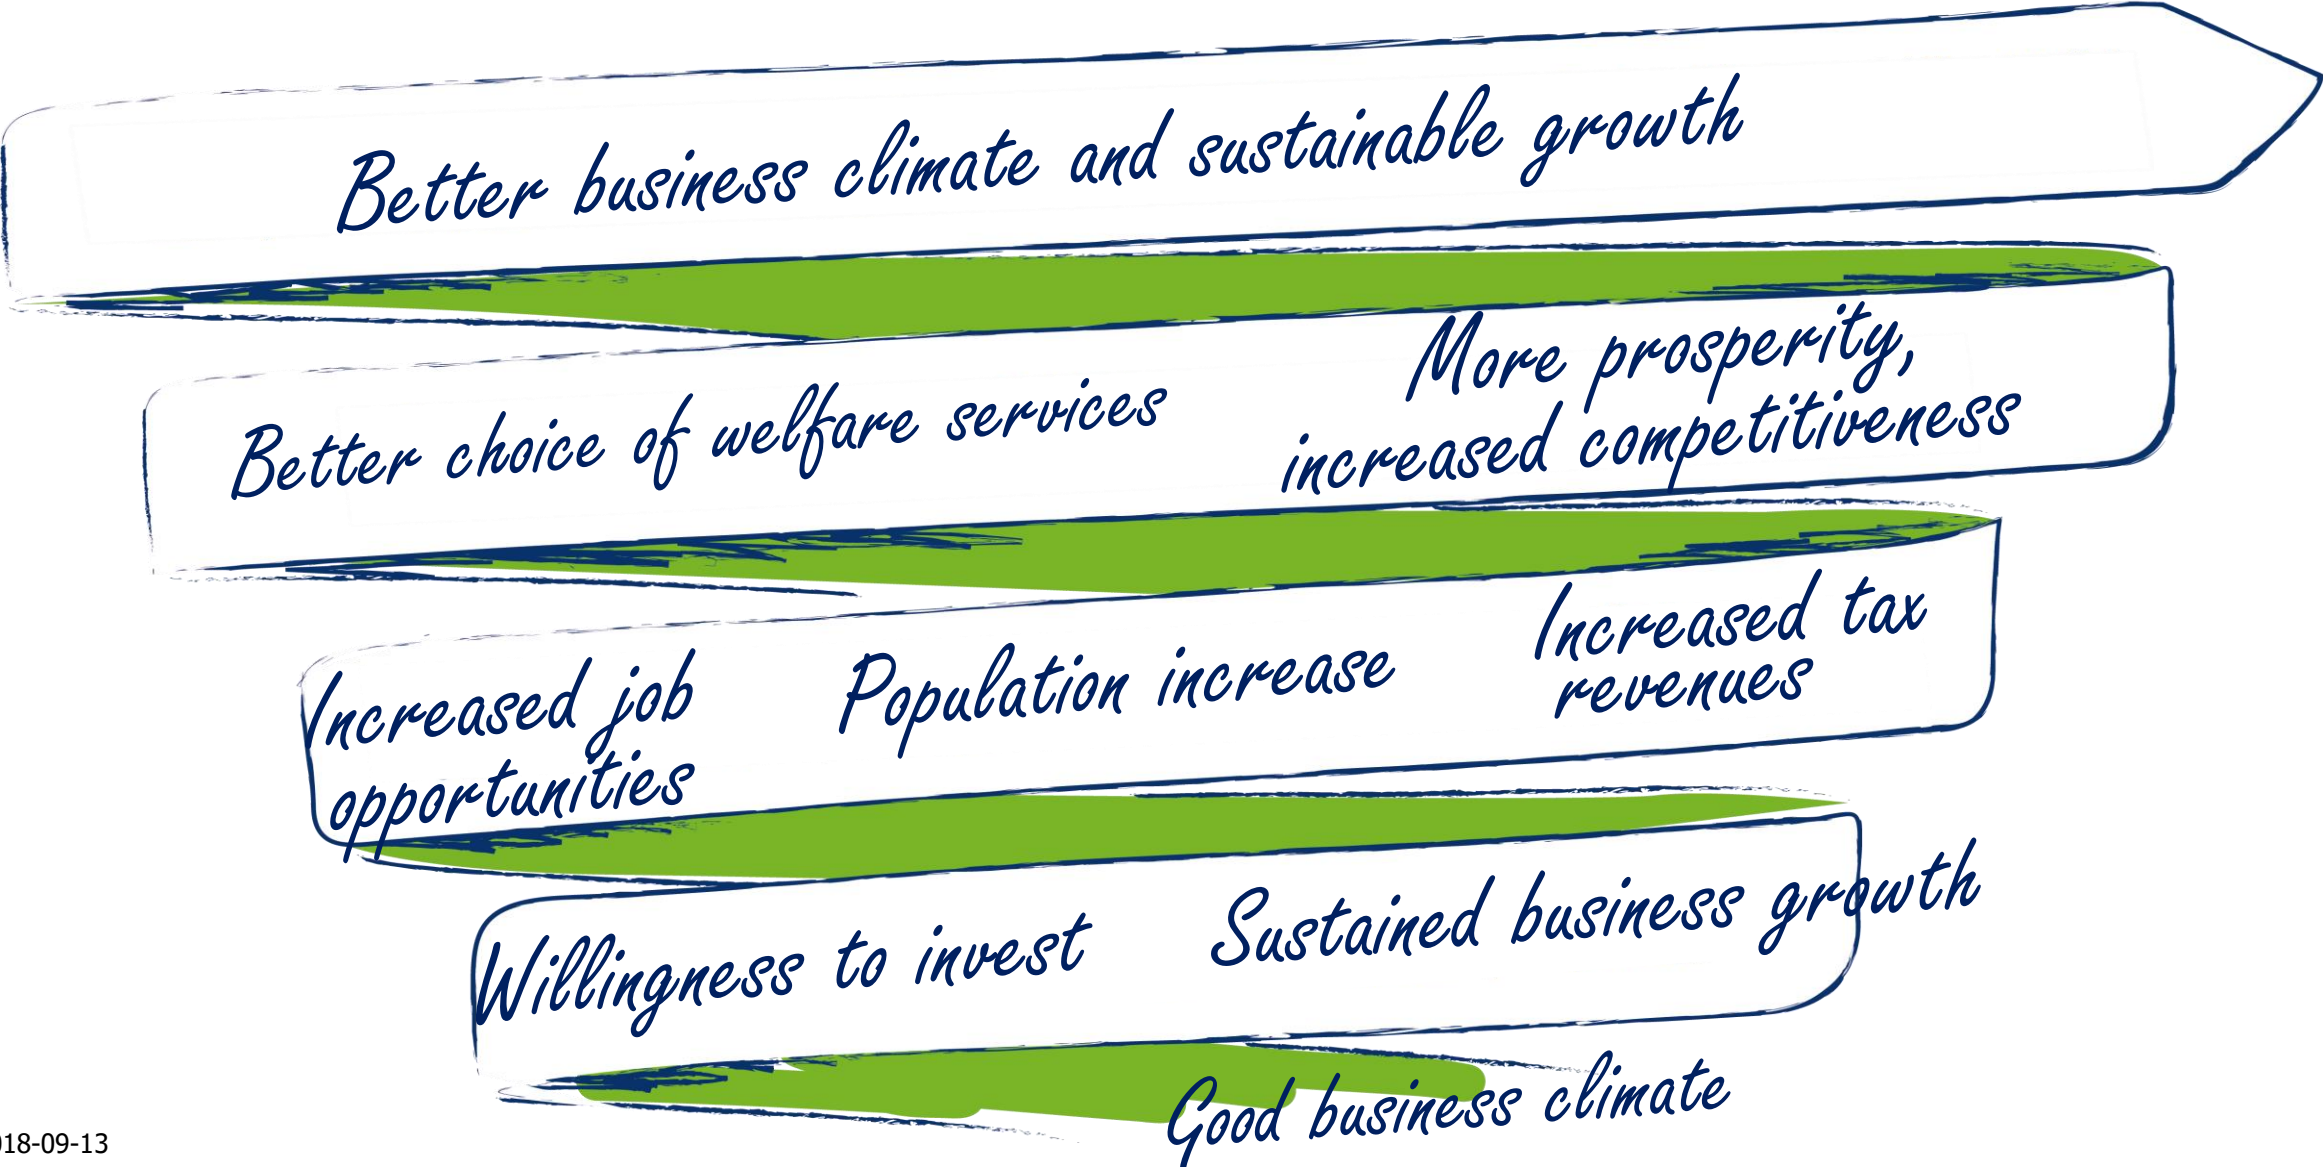 Better business climate and sustainable growth
Better choice of welfare services
More prosperity,
increased competitiveness
Increased job
opportunities
Population increase
Increased tax
revenues
Willingness to invest
Sustained business growth
Good business climate
018-09-13